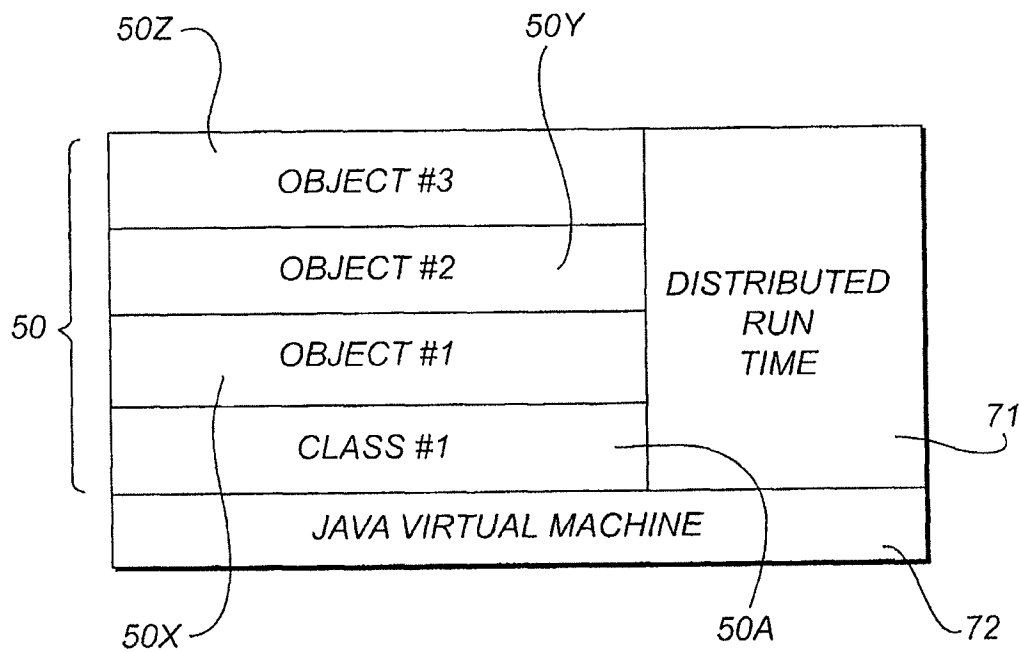 50Z
50Y
OBJECT #3
OBJECT #2
DISTRIBUTED
RUN
TIME
50
OBJECT #1
71
CLASS #1
JAVA VIRTUAL MACHINE
50X
50A
72